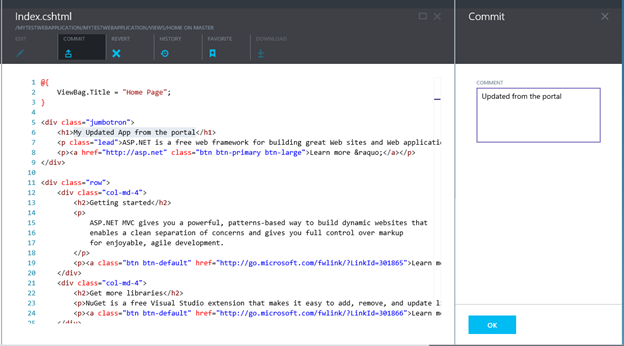 Index.cshtml
/MYTESTWEBAPPLICATION/MYTESTWEBAPPLICATION/VIEWS/HOME ON MASTER
EDIT COMMIT REVERT HISTORY FAVORITE DOWNLOAD
1 @{
2 ViewBag.Title = "Home Page";
3 }
4
5 <div class="jumbotron">
6 <h1>My Updated App from the portal</h1>
7 <p class="lead">ASP.NET is a free web framework for building great Web sites and Web applicatio
8 <p><a href="http://asp.net" class="btn btn-primary btn-large">Learn more &raquo;</a></p>
9 </div>
10
11 <div class="row">
12 <div class="col-md-4">
13 <h2>Getting started</h2>
14 <p>
15 ASP.NET MVC gives you a powerful, patterns-based way to build dynamic websites that
16 enables a clean separation of concerns and gives you full control over markup
17 for enjoyable, agile development.
18 </p>
19 <p><a class="btn btn-default" href="http://go.microsoft.com/fwlink/?LinkId=301865">Learn mo
20 </div>
21 <div class="col-md-4">
22 <h2>Get more libraries</h2>
23 <p>NuGet is a free Visual Studio extension that makes it easy to add, remove, and update li
24 <p><a class="btn btn-default" href="http://go.microsoft.com/fwlink/?LinkId=301866">Learn mo
25 </div>
Commit
COMMENT
Updated from the portal
OK